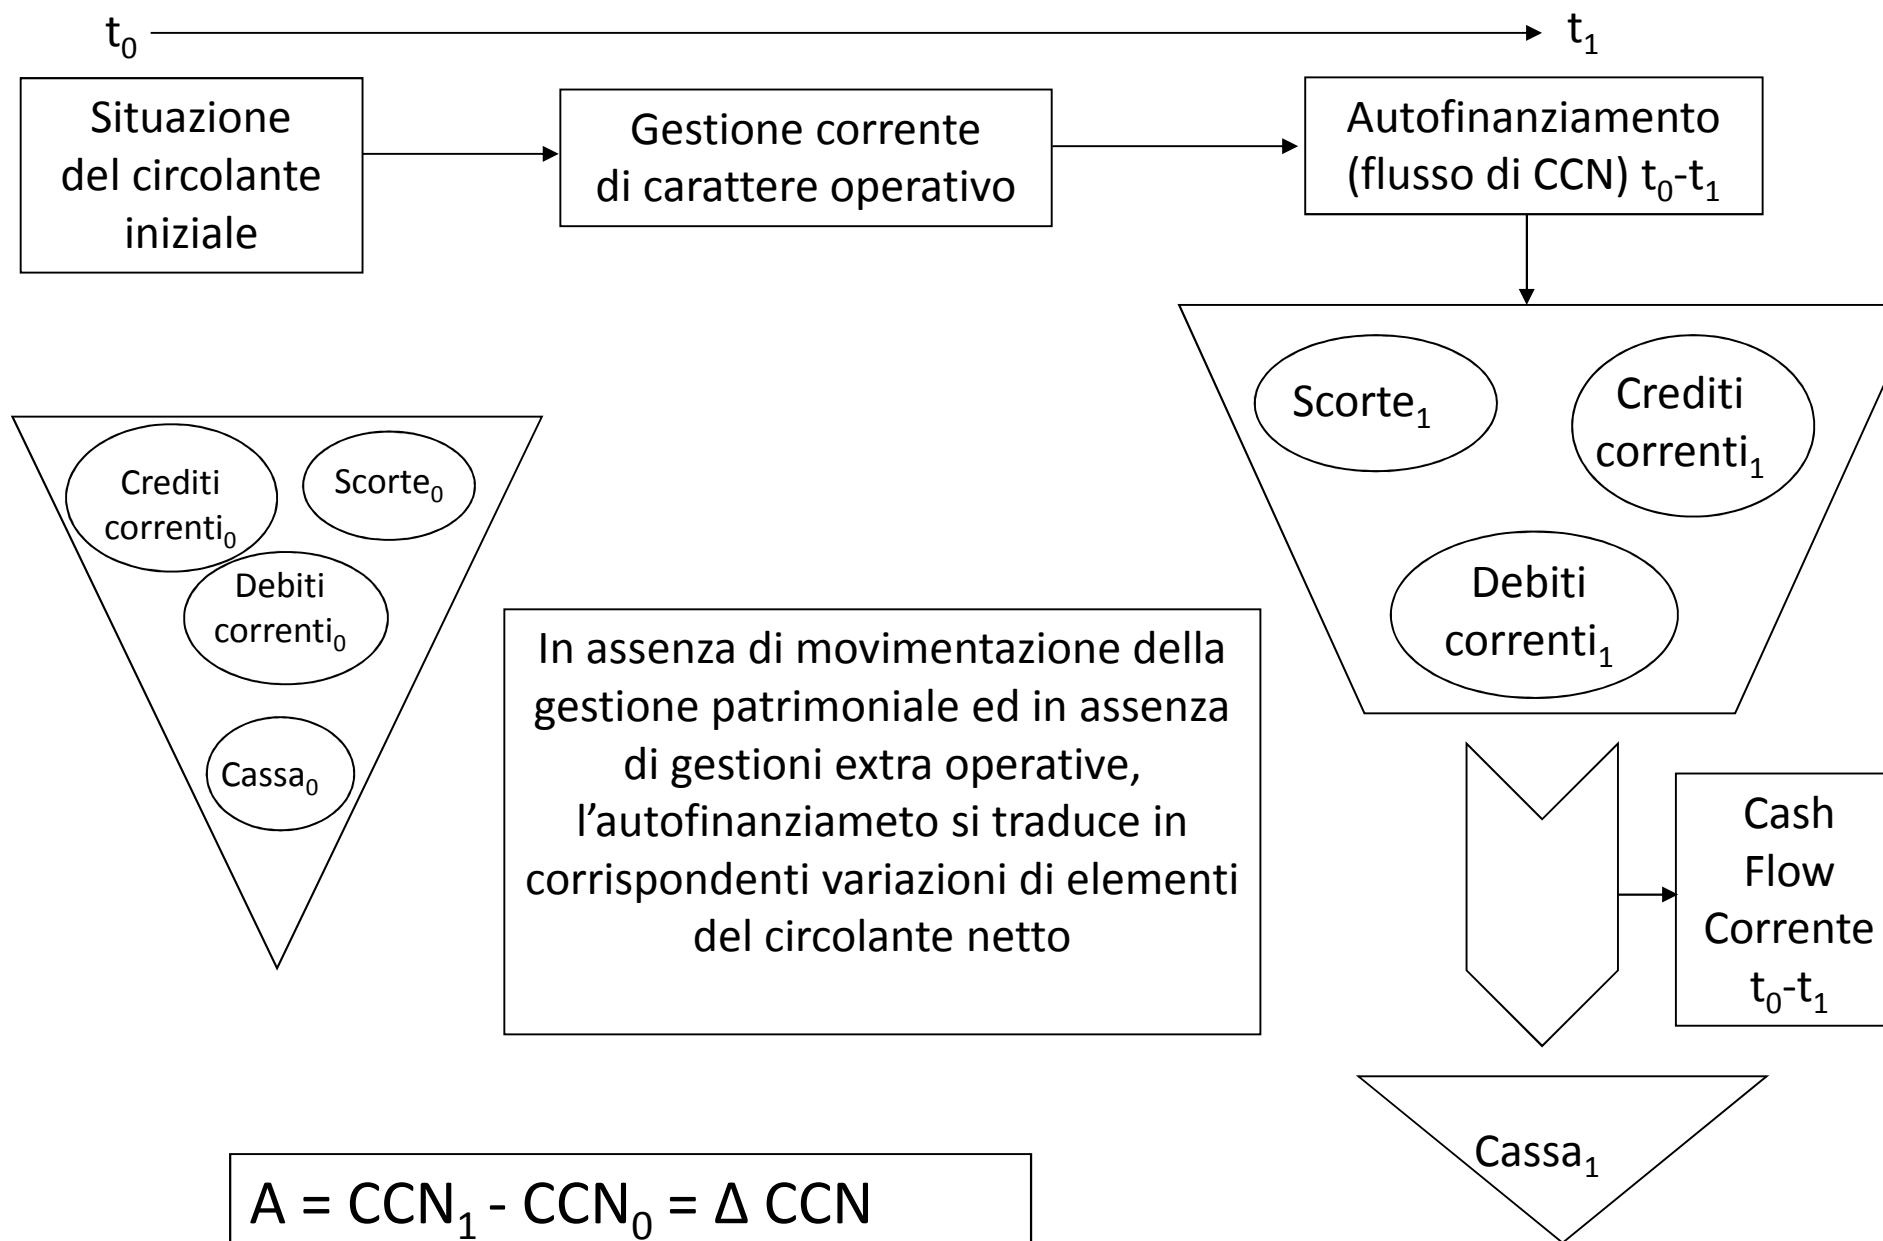 t₀ t₁
Situazione
del circolante
iniziale
Gestione corrente
di carattere operativo
Autofinanziamento
(flusso di CCN) t₀-t₁
Crediti
correnti₀
Scorte₀
Debiti
correnti₀
Cassa₀
In assenza di movimentazione della
gestione patrimoniale ed in assenza
di gestioni extra operative,
l’autofinanziameto si traduce in
corrispondenti variazioni di elementi
del circolante netto
Scorte₁
Crediti
correnti₁
Debiti
correnti₁
Cash
Flow
Corrente
t₀-t₁
Cassa₁
A = CCN₁ - CCN₀ = Δ CCN